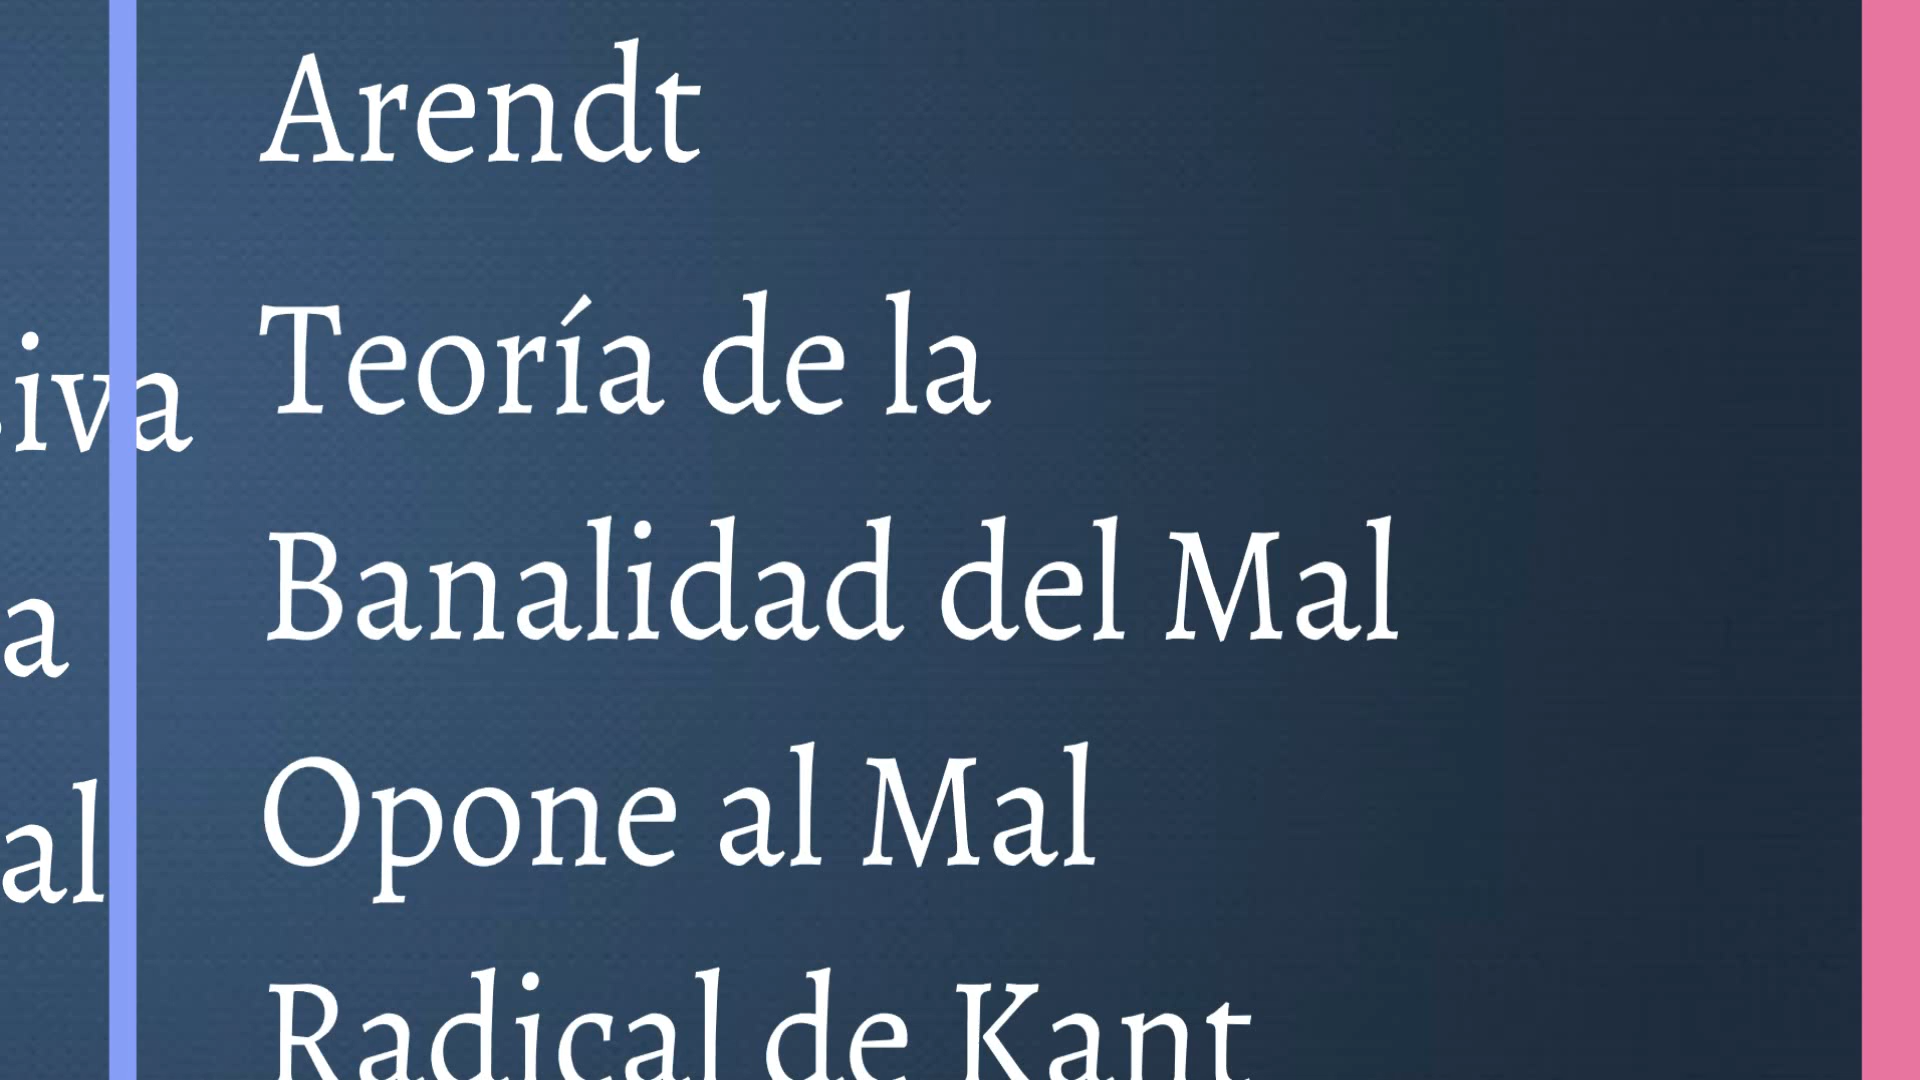 Arendt
Teoría de la
Banalidad del Mal
Opone al Mal
Radical de Kant